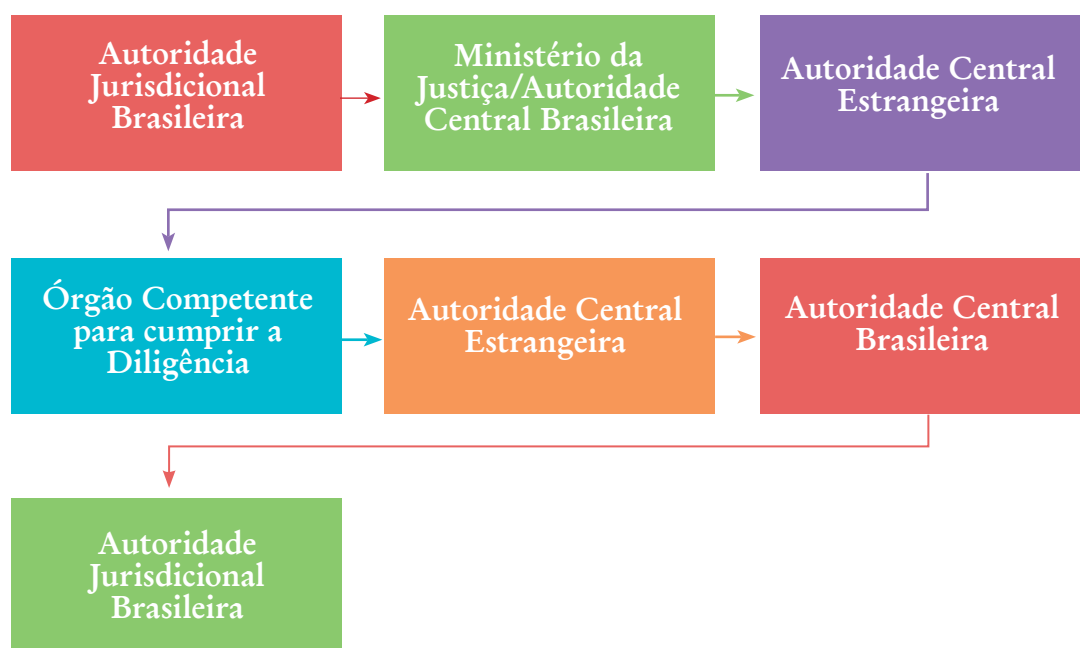 Autoridade
Jurisdicional
Brasileira
Ministério da
Justiça/Autoridade
Central Brasileira
Autoridade Central
Estrangeira
Órgão Competente
para cumprir a
Diligência
Autoridade Central
Estrangeira
Autoridade Central
Brasileira
Autoridade
Jurisdicional
Brasileira